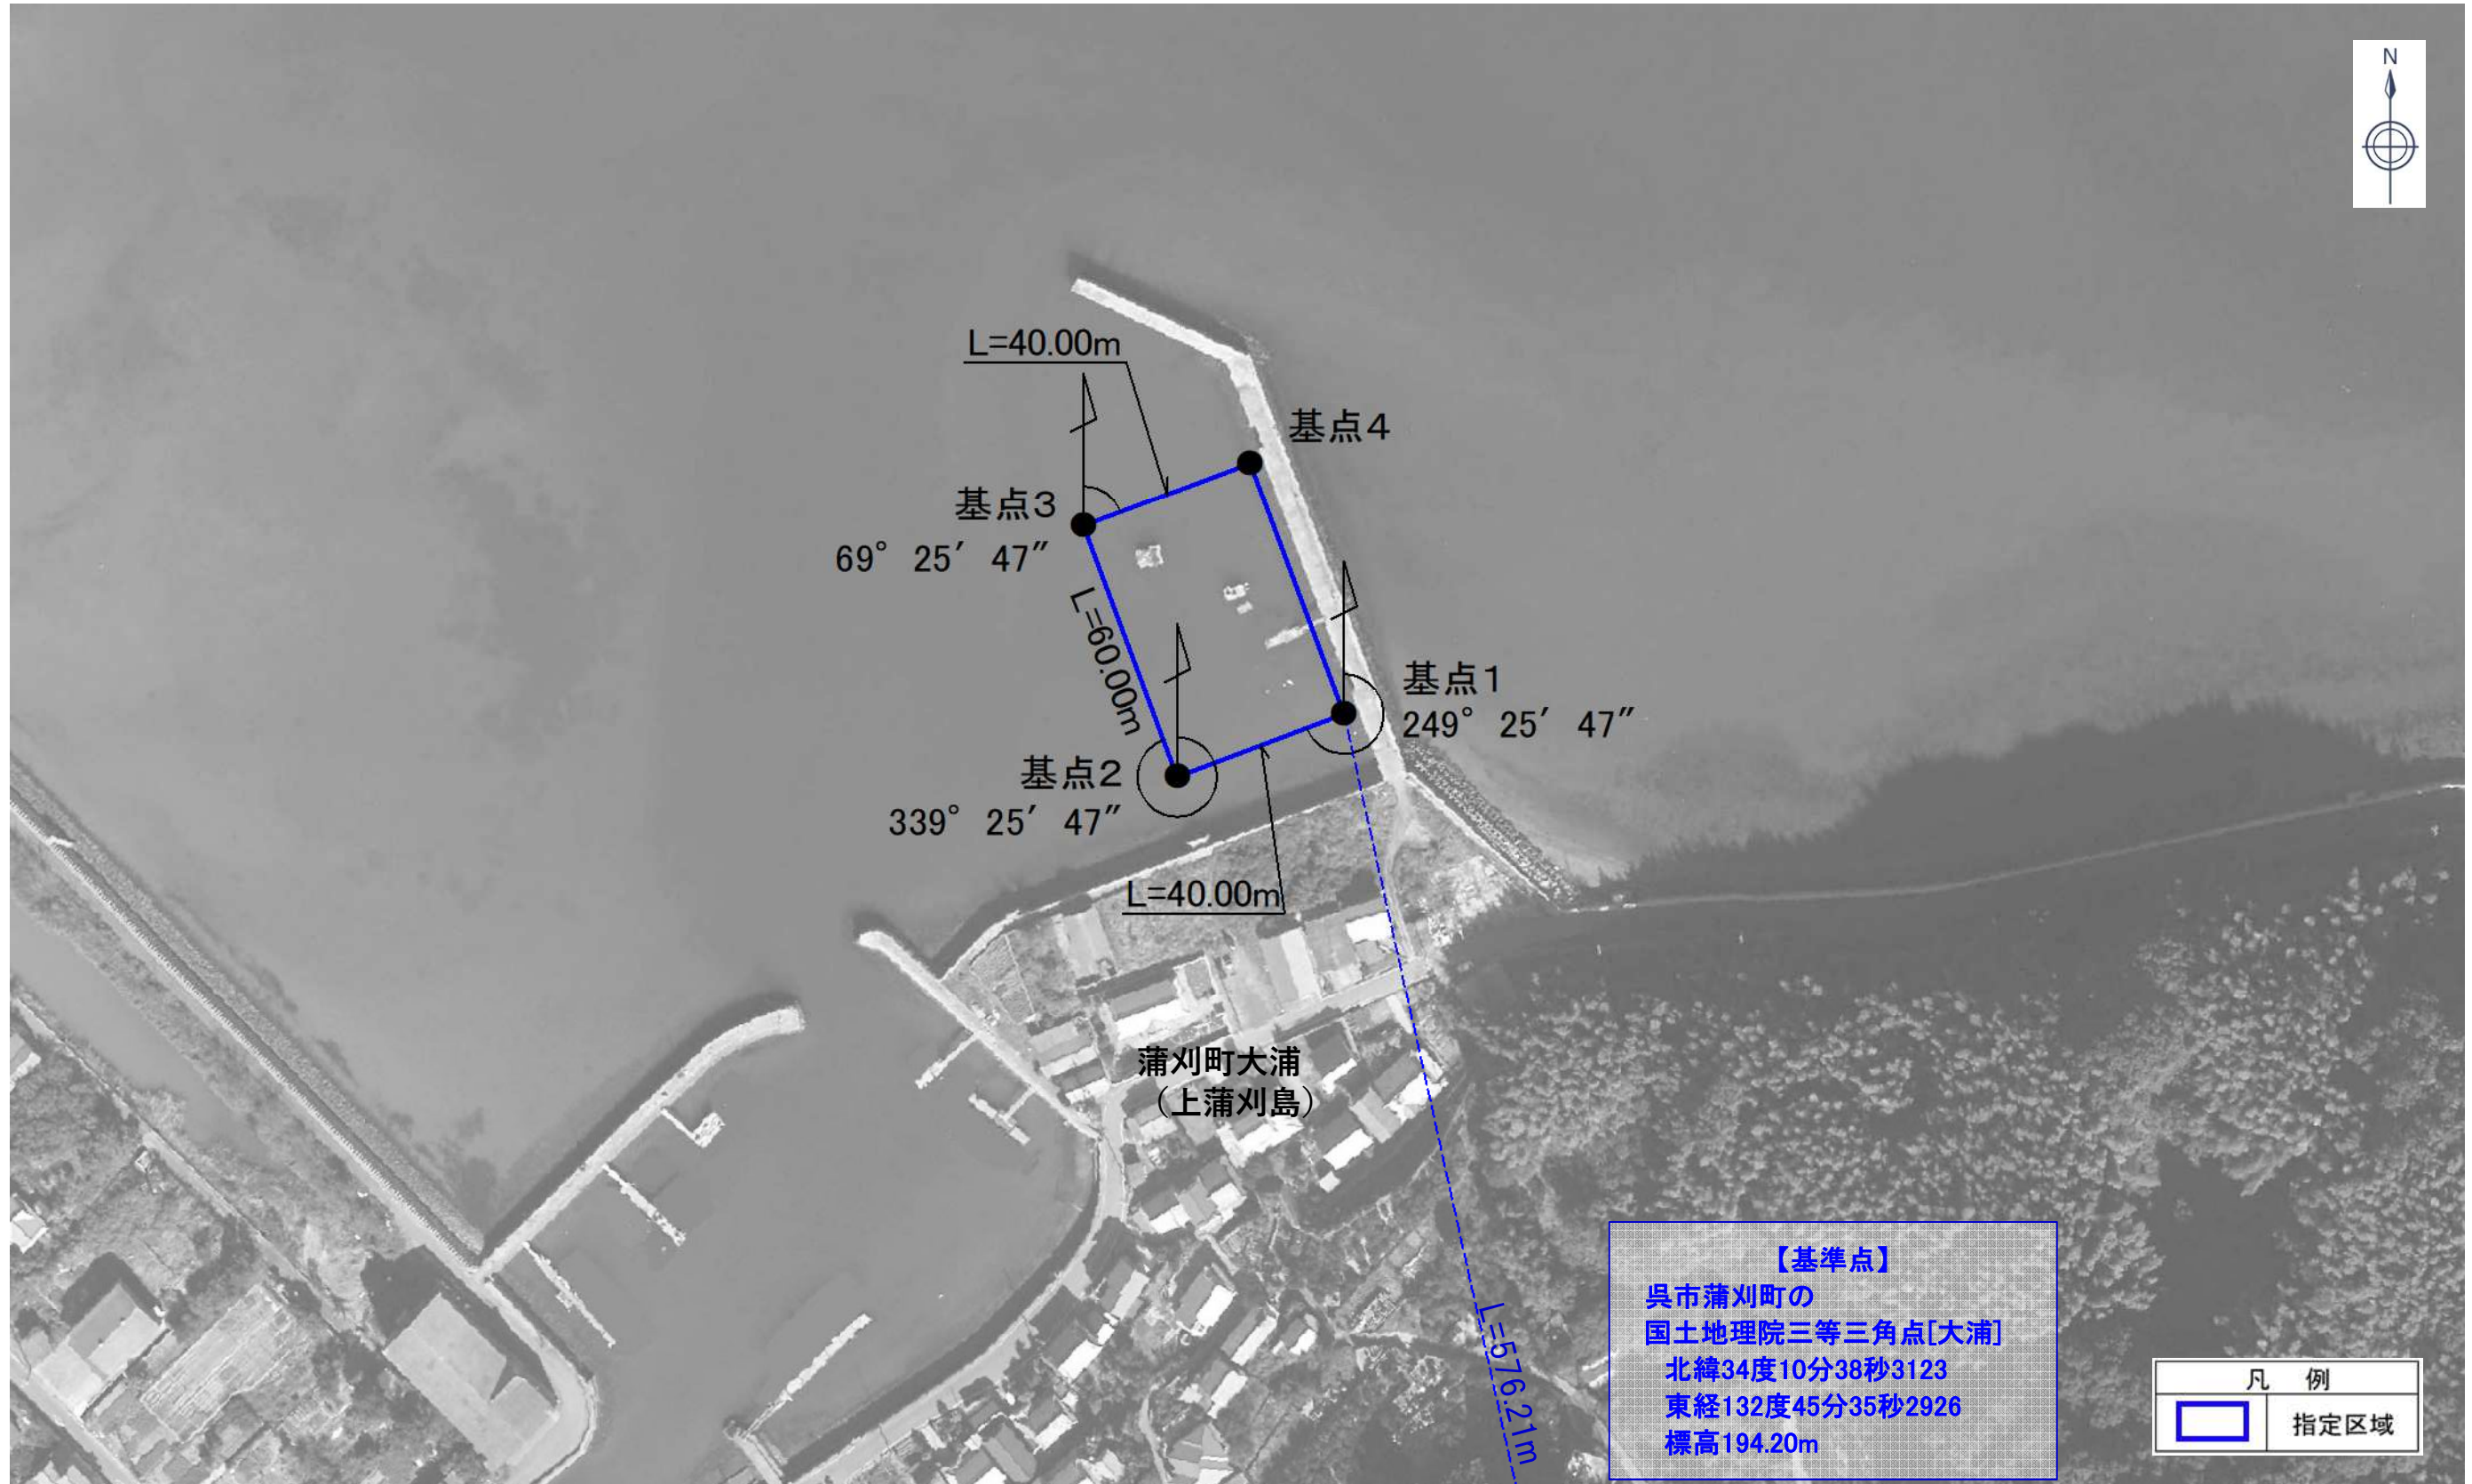 N
L=40.00m
基点4
基点3
69° 25′ 47″
L=60.00m
基点1
249° 25′ 47″
基点2
339° 25′ 47″
L=40.00m
蒲刈町大浦
（上蒲刈島）
L=576.21m
【基準点】
呉市蒲刈町の
国土地理院三等三角点[大浦]
北緯34度10分38秒3123
東経132度45分35秒2926
標高194.20m
凡 例
指定区域